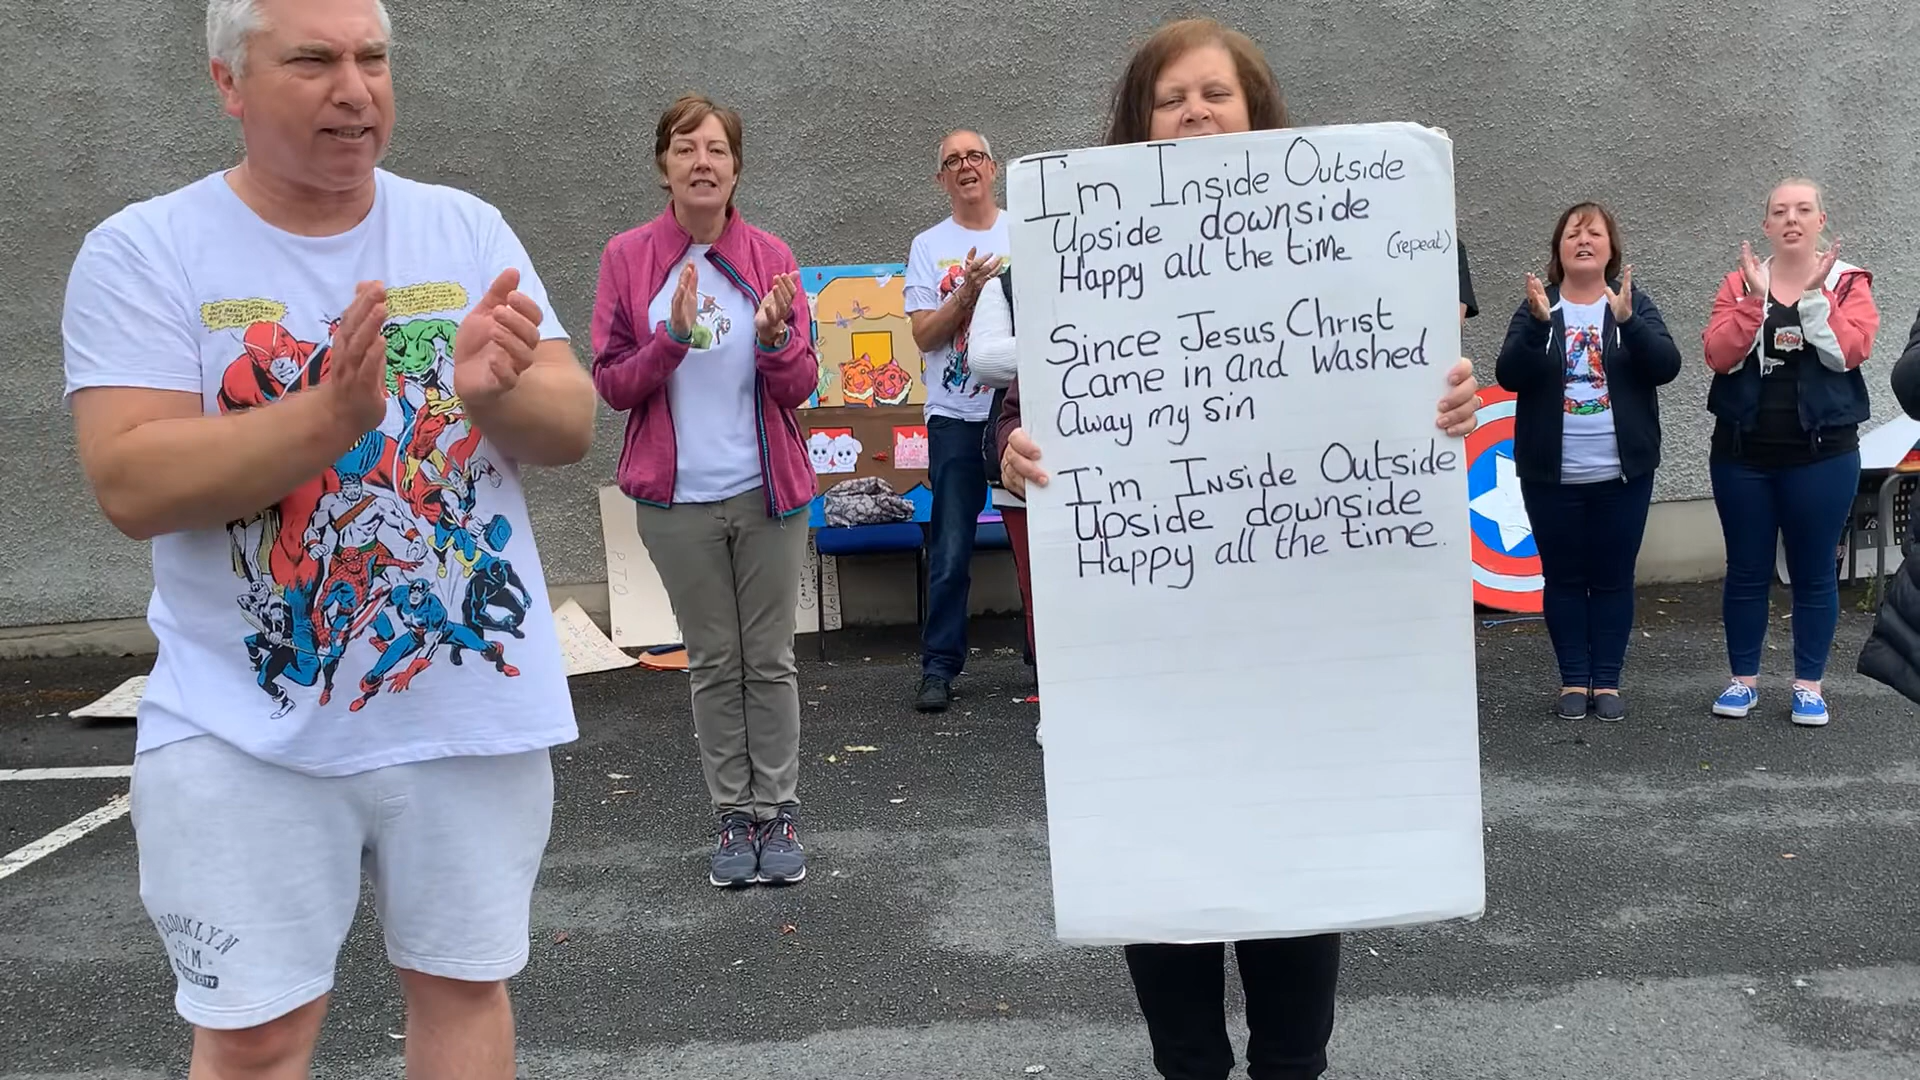 I'm Inside Outside
Upside downside
Happy all the time (repeat)
Since Jesus Christ
Came in and washed
Away my sin
I'm Inside Outside
Upside downside
Happy all the time.
BROOKLYN
GYM
PTO